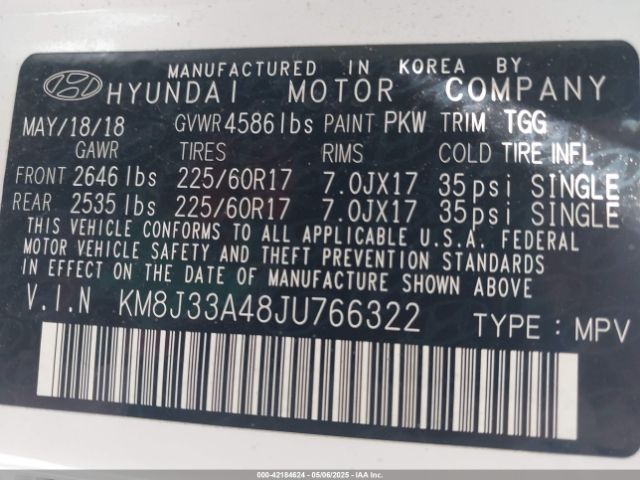 MANUFACTURED IN KOREA BY
HYUNDAI MOTOR COMPANY
MAY/18/18 GVWR 4586lbs PAINT PKW TRIM TGG
GAWR TIRES RIMS COLD TIRE INFL
FRONT 2646 lbs 225/60R17 7.0JX17 35psi SINGLE
REAR 2535 lbs 225/60R17 7.0JX17 35psi SINGLE
THIS VEHICLE CONFORMS TO ALL APPLICABLE U.S.A. FEDERAL
MOTOR VEHICLE SAFETY AND THEFT PREVENTION STANDARDS
IN EFFECT ON THE DATE OF MANUFACTURE SHOWN ABOVE
V.I.N KM8J33A48JU766322 TYPE: MPV
000-42184624 - 05/06/2025 - IAA Inc.